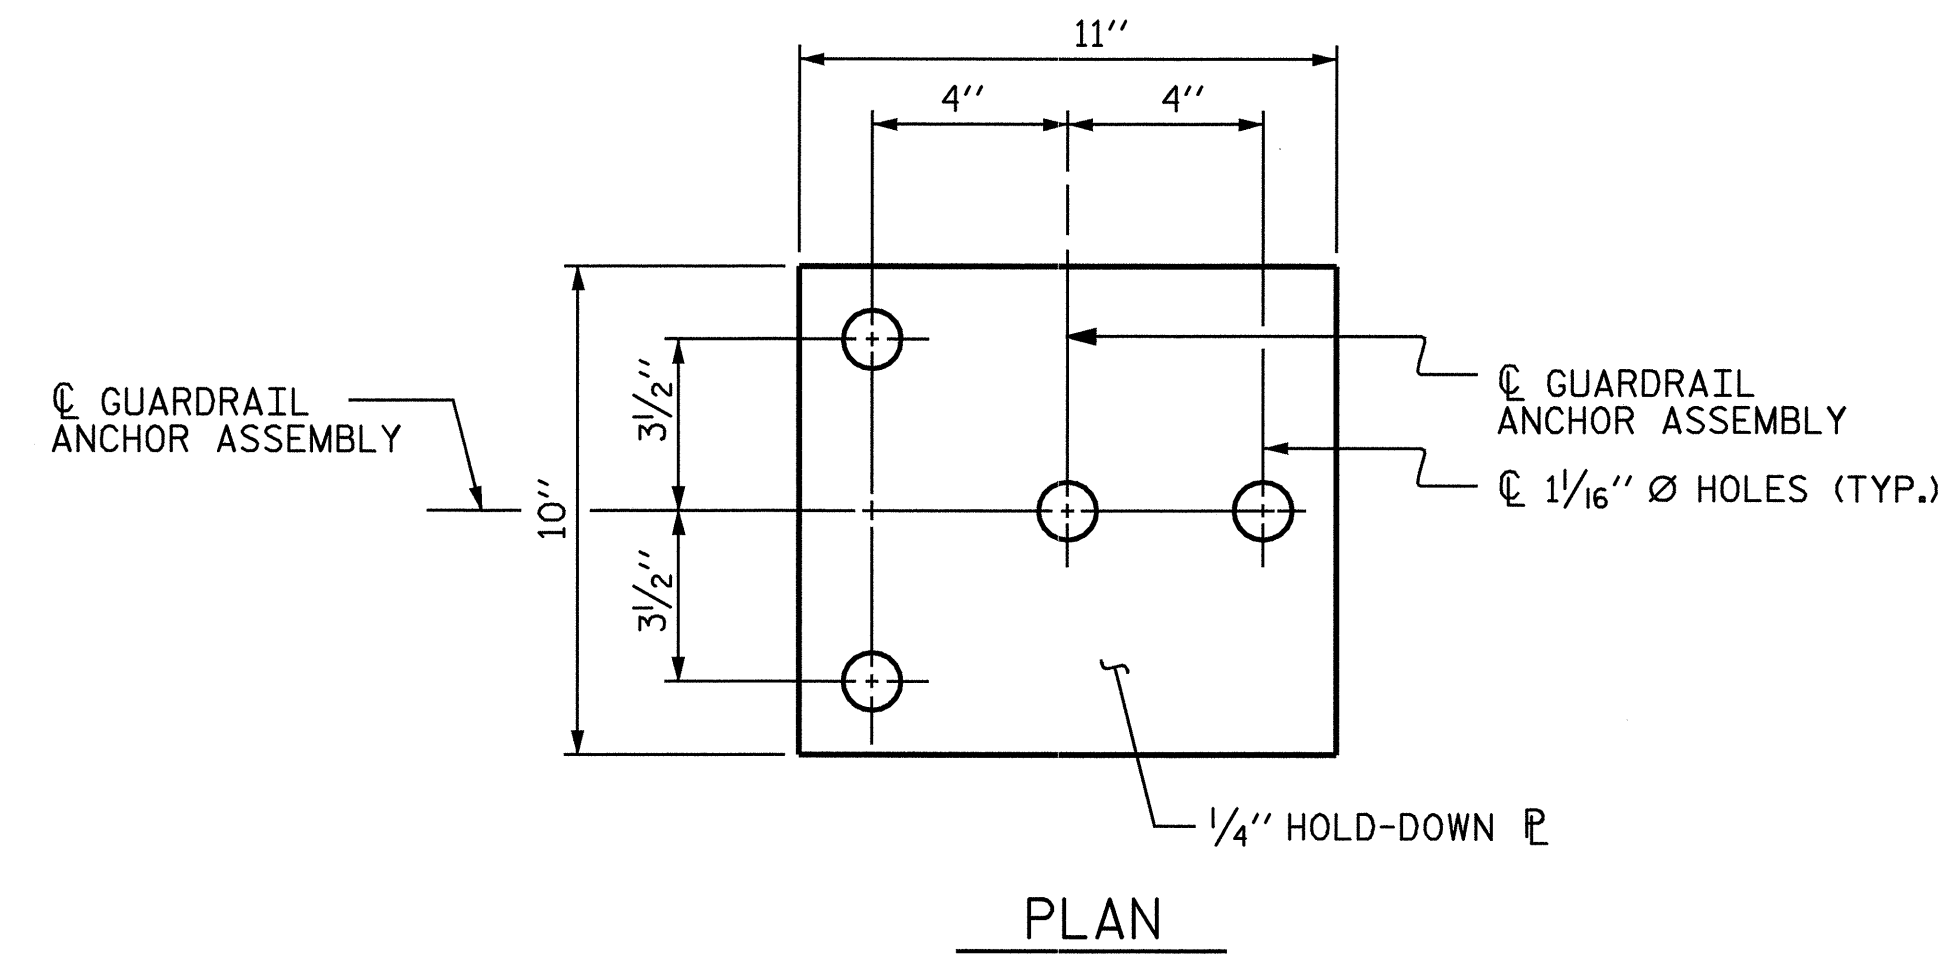 11″
4″ 4″
3 1/2″
℄ GUARDRAIL
ANCHOR ASSEMBLY
℄ GUARDRAIL
ANCHOR ASSEMBLY
10″
℄ 1 1/16″ Ø HOLES (TYP.)
3 1/2″
1/4″ HOLD-DOWN ⅊
PLAN